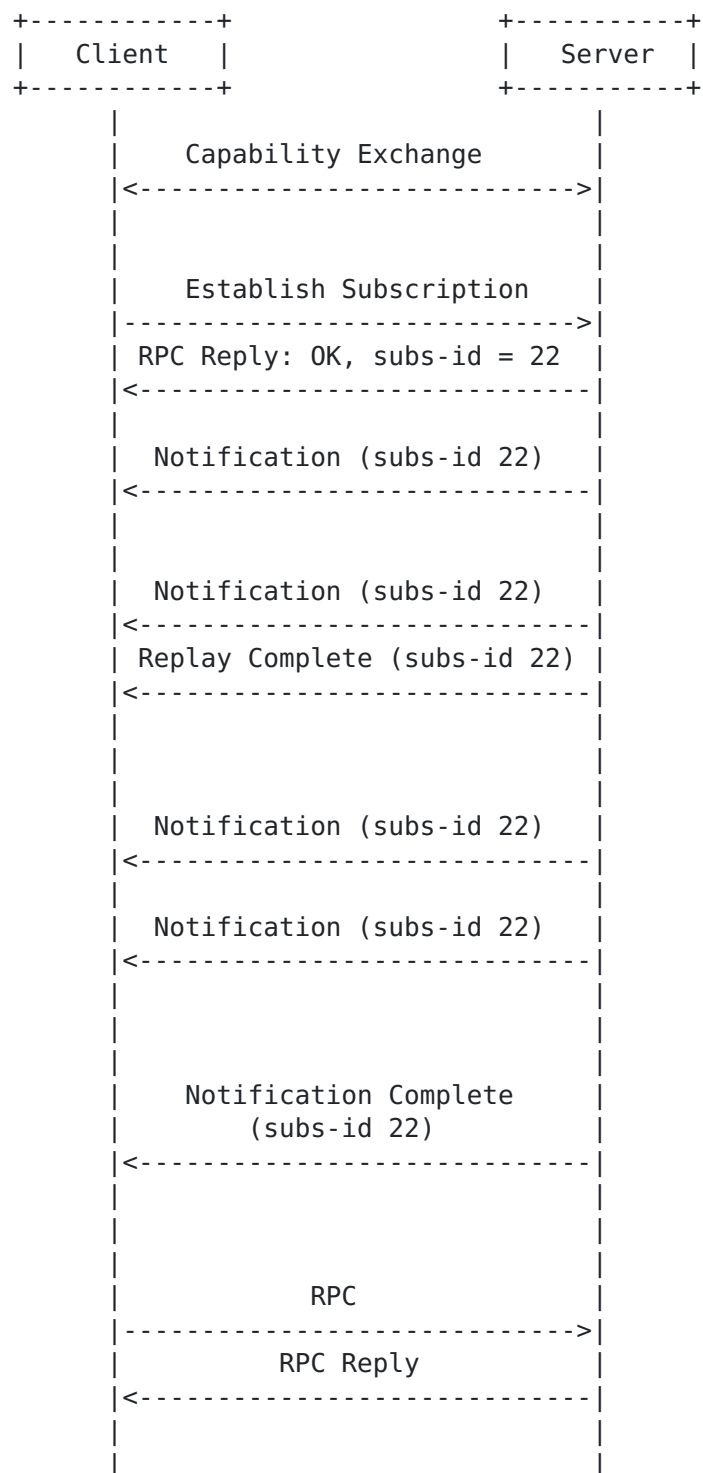 Client Server
Capability Exchange
Establish Subscription
RPC Reply: OK, subs-id = 22
Notification (subs-id 22)
Notification (subs-id 22)
Replay Complete (subs-id 22)
Notification (subs-id 22)
Notification (subs-id 22)
Notification Complete
(subs-id 22)
RPC
RPC Reply